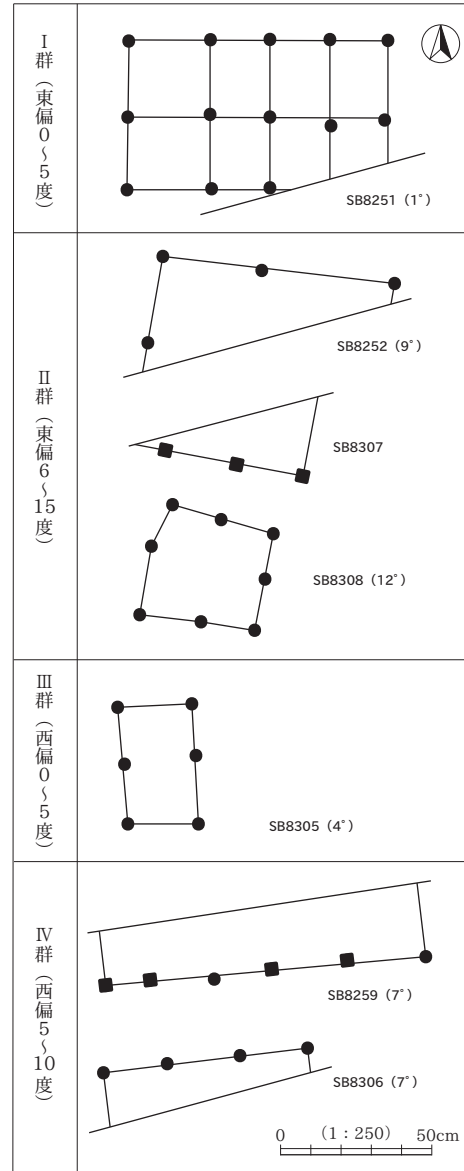 Ⅰ群（東偏0～5度）
SB8251（1°）
Ⅱ群（東偏6～15度）
SB8252（9°）
SB8307
SB8308（12°）
Ⅲ群（西偏0～5度）
SB8305（4°）
Ⅳ群（西偏5～10度）
SB8259（7°）
SB8306（7°）
0 （1：250） 50cm